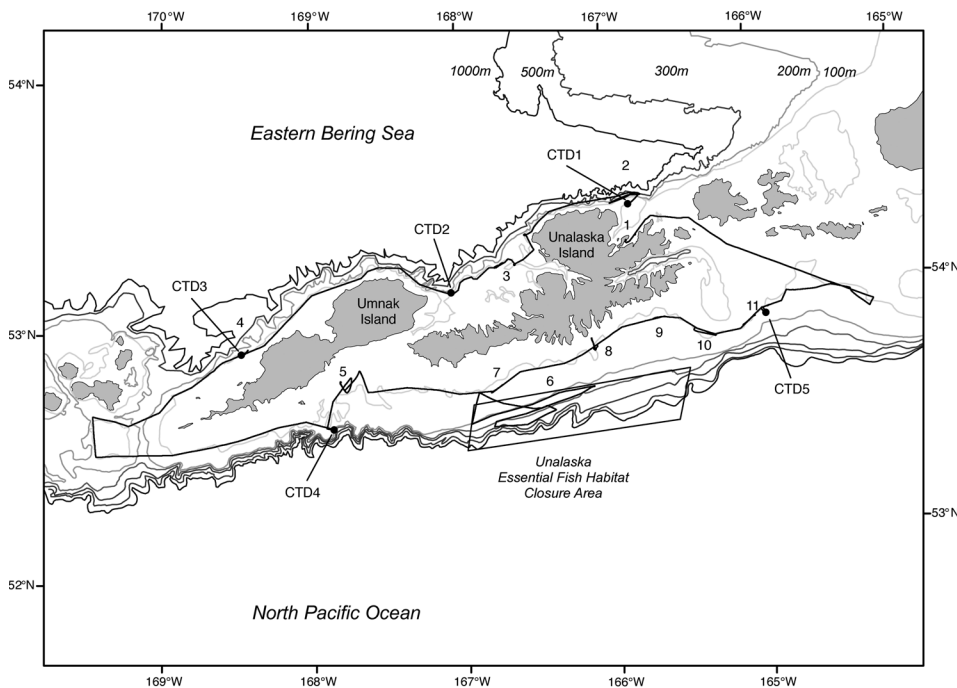 170°W 169°W 168°W 167°W 166°W 165°W
1000m 500m 300m 200m 100m
54°N
Eastern Bering Sea
CTD1
2
CTD2
1
Unalaska
Island
54°N
3
CTD3
Umnak
Island
4
11
53°N
9
10
8
5
7
6
CTD5
Unalaska
Essential Fish Habitat
Closure Area
CTD4
53°N
52°N
North Pacific Ocean
169°W 168°W 167°W 166°W 165°W